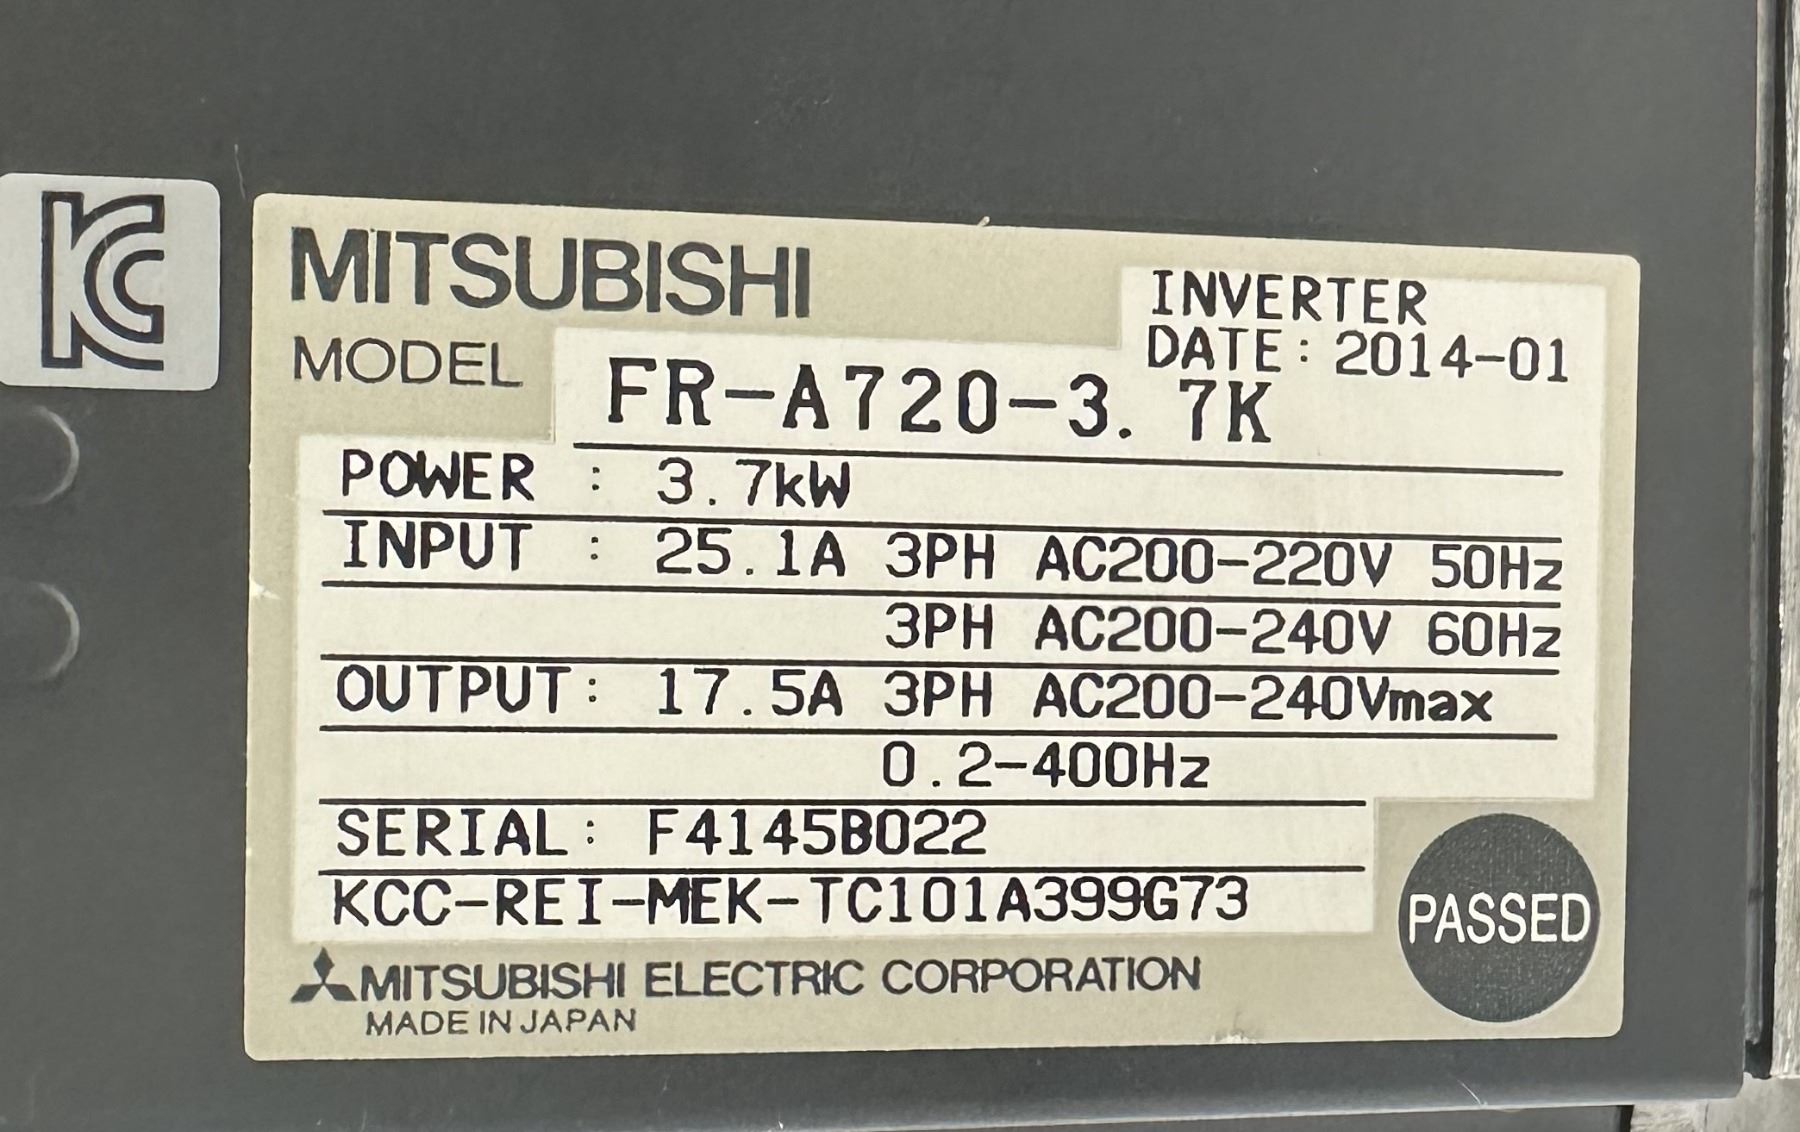 MITSUBISHI
INVERTER
DATE: 2014-01
MODEL FR-A720-3.7K
POWER : 3.7kW
INPUT : 25.1A 3PH AC200-220V 50Hz
3PH AC200-240V 60Hz
OUTPUT: 17.5A 3PH AC200-240Vmax
0.2-400Hz
SERIAL: F4145B022
KCC-REI-MEK-TC101A399G73
PASSED
MITSUBISHI ELECTRIC CORPORATION
MADE IN JAPAN